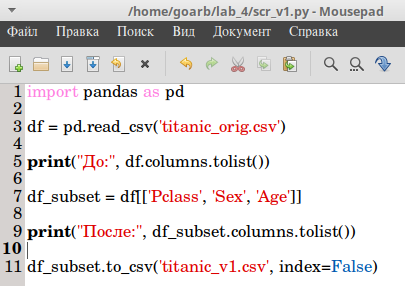 /home/goarb/lab_4/scr_v1.py - Mousepad
Файл Правка Поиск Вид Документ Справка
1 import pandas as pd
2
3 df = pd.read_csv('titanic_orig.csv')
4
5 print("До:", df.columns.tolist())
6
7 df_subset = df[['Pclass', 'Sex', 'Age']]
8
9 print("После:", df_subset.columns.tolist())
10
11 df_subset.to_csv('titanic_v1.csv', index=False)